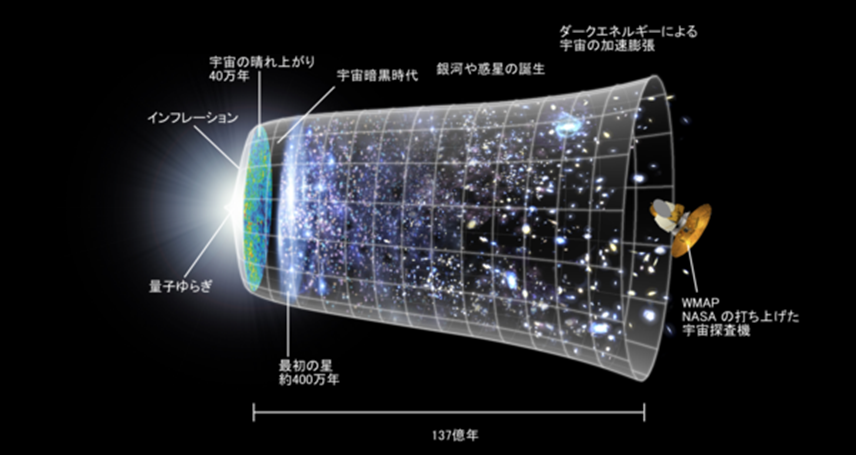 ダークエネルギーによる
宇宙の加速膨張
宇宙の晴れ上がり
40万年
宇宙暗黒時代
銀河や惑星の誕生
インフレーション
量子ゆらぎ
WMAP
NASA の打ち上げた
宇宙探査機
最初の星
約400万年
137億年